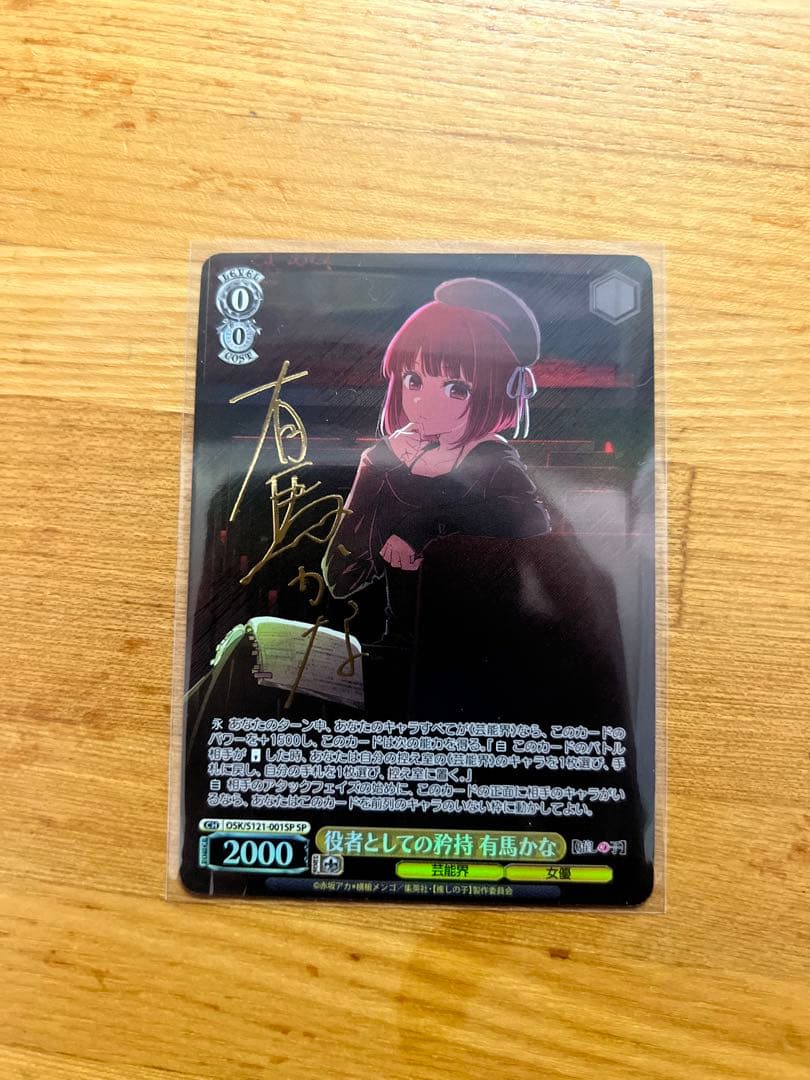 LEVEL
0
0
COST
有馬かな
永 あなたのターン中、あなたのキャラすべてが《芸能界》なら、このカードの
パワーを+1500し、このカードは次の能力を得る。「自 このカードのバトル
相手が した時、あなたは自分の控え室の《芸能界》のキャラを1枚選び、手
札に戻し、自分の手札を1枚選び、控え室に置く。」
自 相手のアタックフェイズの始めに、このカードの正面に相手のキャラがい
るなら、あなたはこのカードを前列のキャラのいない枠に動かしてよい。
CH OSK/S121-001SP SP
役者としての矜持 有馬かな 【推しの子】
POWER 2000 SOUL
芸能界 女優
©赤坂アカ×横槍メンゴ/集英社・【推しの子】製作委員会